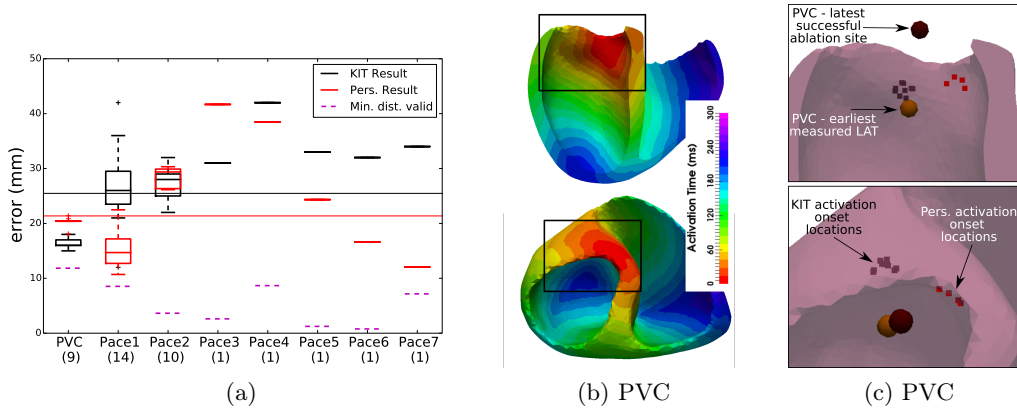 50
40
30
20
10
0
error (mm)
KIT Result
Pers. Result
Min. dist. valid
PVC
(9)
Pace1
(14)
Pace2
(10)
Pace3
(1)
Pace4
(1)
Pace5
(1)
Pace6
(1)
Pace7
(1)
(a)
Activation Time (ms)
300
240
180
120
60
0
(b) PVC
PVC - latest
successful
ablation site
PVC - earliest
measured LAT
KIT activation
onset
locations
Pers. activation
onset
locations
(c) PVC